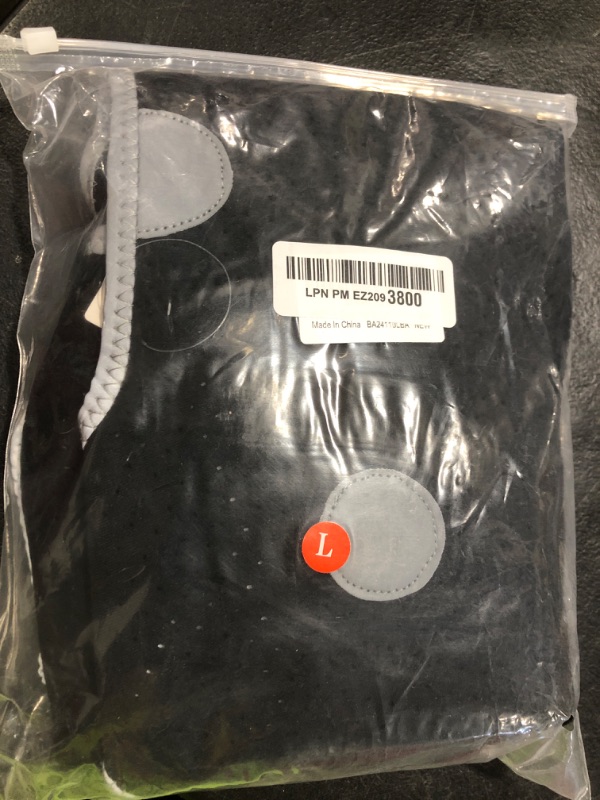 LPN PM EZ209 3800
Made In China
L